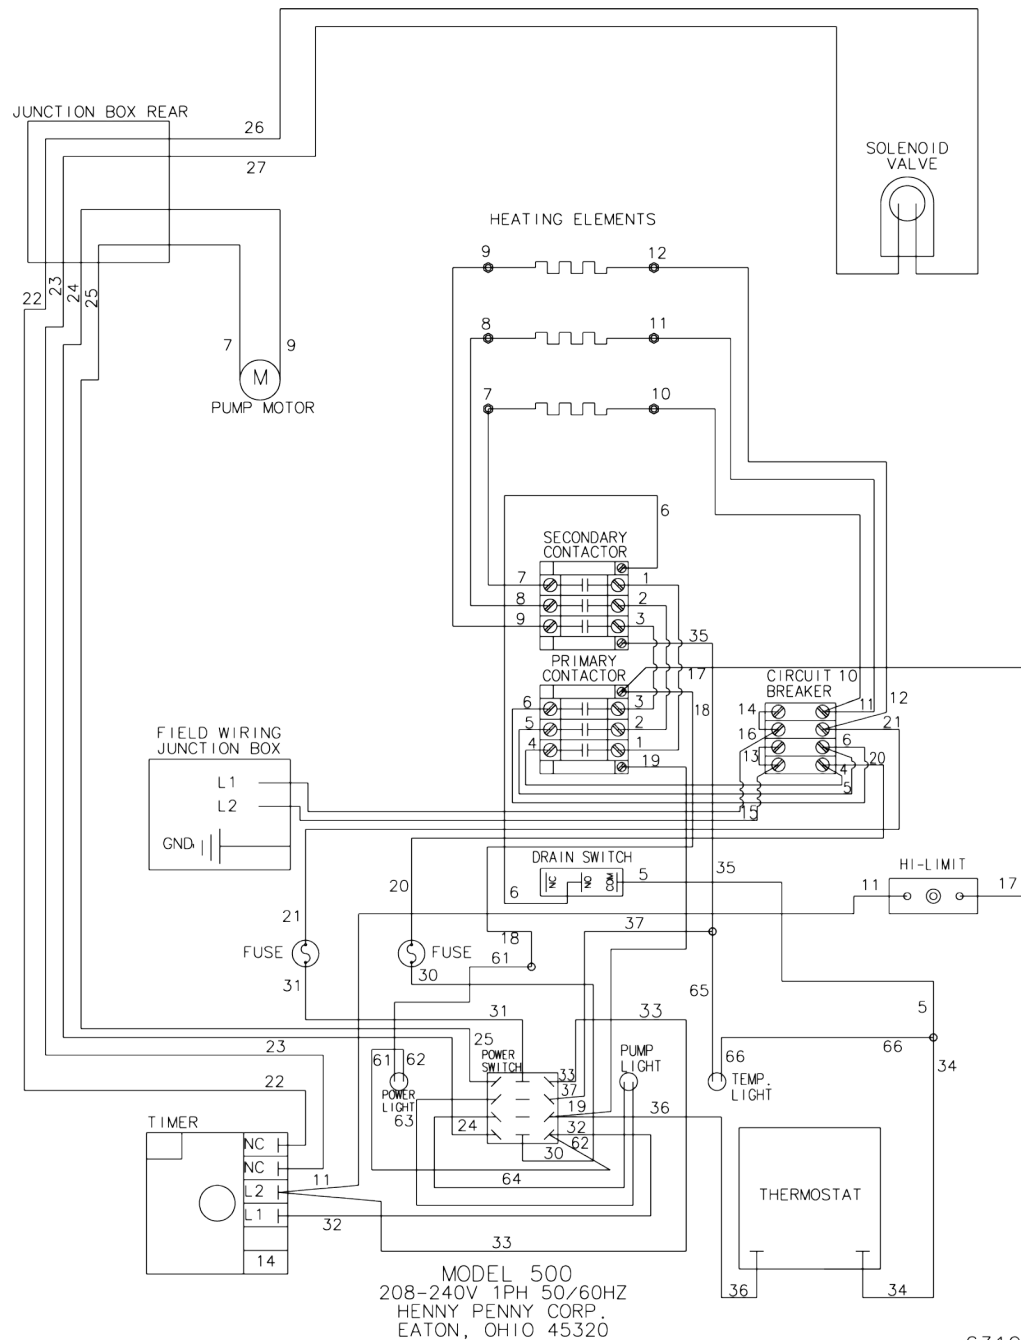 26
JUNCTION BOX REAR
27
SOLENOID
VALVE
HEATING ELEMENTS
9
12
22
23
24
25
8
11
7
9
M
PUMP MOTOR
7
10
6
SECONDARY
CONTACTOR
7
1
8
2
9
3
35
PRIMARY
CONTACTOR
17
CIRCUIT 10
BREAKER
6
3
18
14
11
12
5
2
16
21
4
1
13
6
19
20
4
5
15
FIELD WIRING
JUNCTION BOX
L1
L2
GND
DRAIN SWITCH
NC
NO
COM
5
35
HI-LIMIT
11
17
20
6
21
37
18
FUSE
FUSE
61
30
31
65
31
33
5
25
23
66
66
34
POWER
SWITCH
PUMP
LIGHT
61
62
33
37
TEMP.
LIGHT
22
POWER
LIGHT
63
19
36
24
32
62
30
TIMER
NC
NC
11
64
L2
L1
32
THERMOSTAT
33
14
36
34
MODEL 500
208-240V 1PH 50/60HZ
HENNY PENNY CORP.
EATON, OHIO 45320